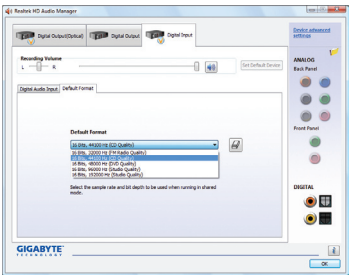 Realtek HD Audio Manager
Digital Output(Optical)
Digital Output
Digital Input
Device advanced settings
Recording Volume
L
R
Set Default Device
ANALOG
Back Panel
Digital Audio Input
Default Format
Default Format
16 Bits, 44100 Hz (CD Quality)
16 Bits, 32000 Hz (FM Radio Quality)
16 Bits, 44100 Hz (CD Quality)
16 Bits, 48000 Hz (DVD Quality)
16 Bits, 96000 Hz (Studio Quality)
16 Bits, 192000 Hz (Studio Quality)
Select the sample rate and bit depth to be used when running in shared
mode.
Front Panel
DIGITAL
GIGABYTE
TECHNOLOGY
i
OK